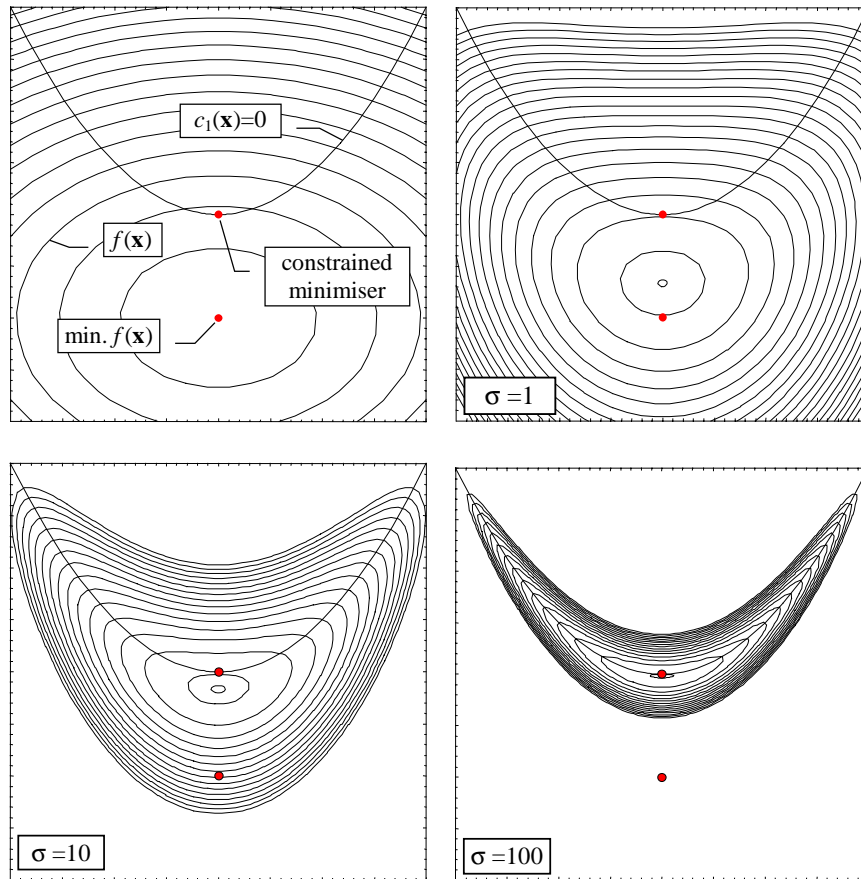 c₁(x)=0
f(x)
constrained
minimiser
min. f(x)
σ =1
σ =10
σ =100